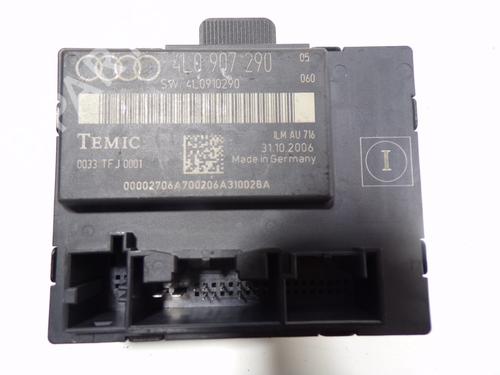 4L0 907 290
05
SW 4L0910290
060
TEMIC
ILM AU 716
0033 TFJ 0001
31.10.2006
Made in Germany
00002706A700206A31002BA
I